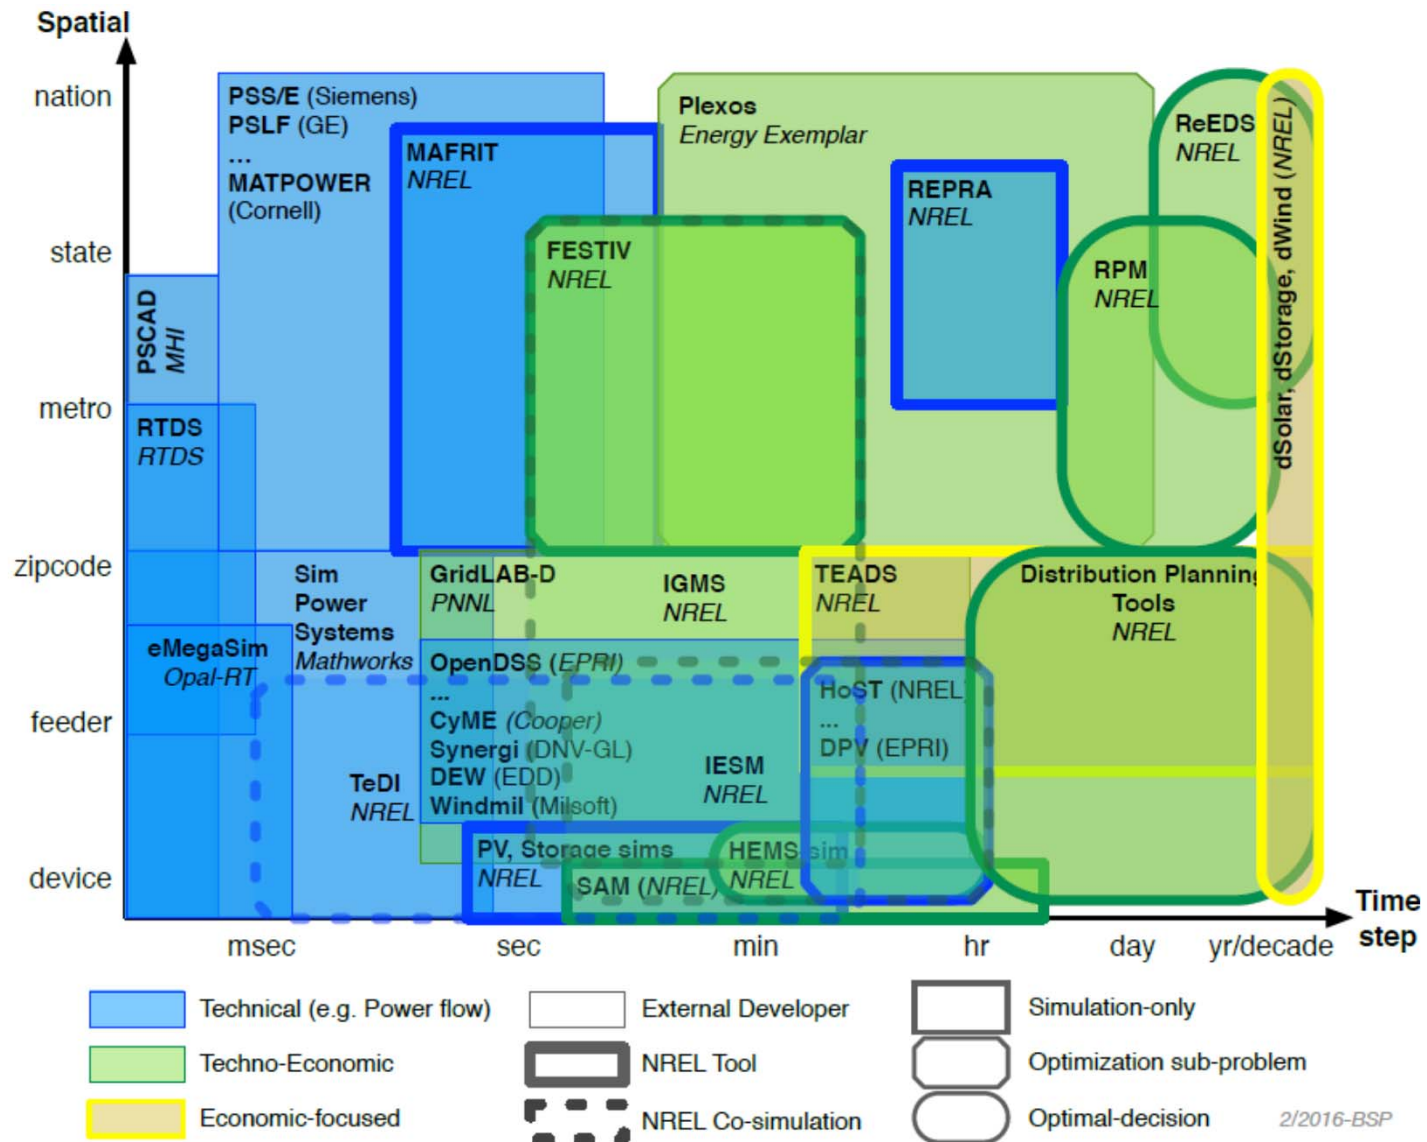 Spatial
nation
state
metro
zipcode
feeder
device
PSS/E (Siemens)
PSLF (GE)
...
MATPOWER
(Cornell)
MAFRIT
NREL
Plexos
Energy Exemplar
ReEDS
NREL
dSolar, dStorage, dWind (NREL)
REPRA
NREL
FESTIV
NREL
RPM
NREL
PSCAD
MHI
RTDS
RTDS
Sim
Power
Systems
Mathworks
GridLAB-D
PNNL
IGMS
NREL
TEADS
NREL
Distribution Planning
Tools
NREL
eMegaSim
Opal-RT
OpenDSS (EPRI)
...
CyME (Cooper)
Synergi (DNV-GL)
DEW (EDD)
Windmil (Milsoft)
HoST (NREL)
...
DPV (EPRI)
TeDI
NREL
IESM
NREL
PV, Storage sims
NREL
SAM (NREL)
HEMS-sim
NREL
Time
step
msec
sec
min
hr
day
yr/decade
Technical (e.g. Power flow)
External Developer
Simulation-only
Techno-Economic
NREL Tool
Optimization sub-problem
Economic-focused
NREL Co-simulation
Optimal-decision
2/2016-BSP